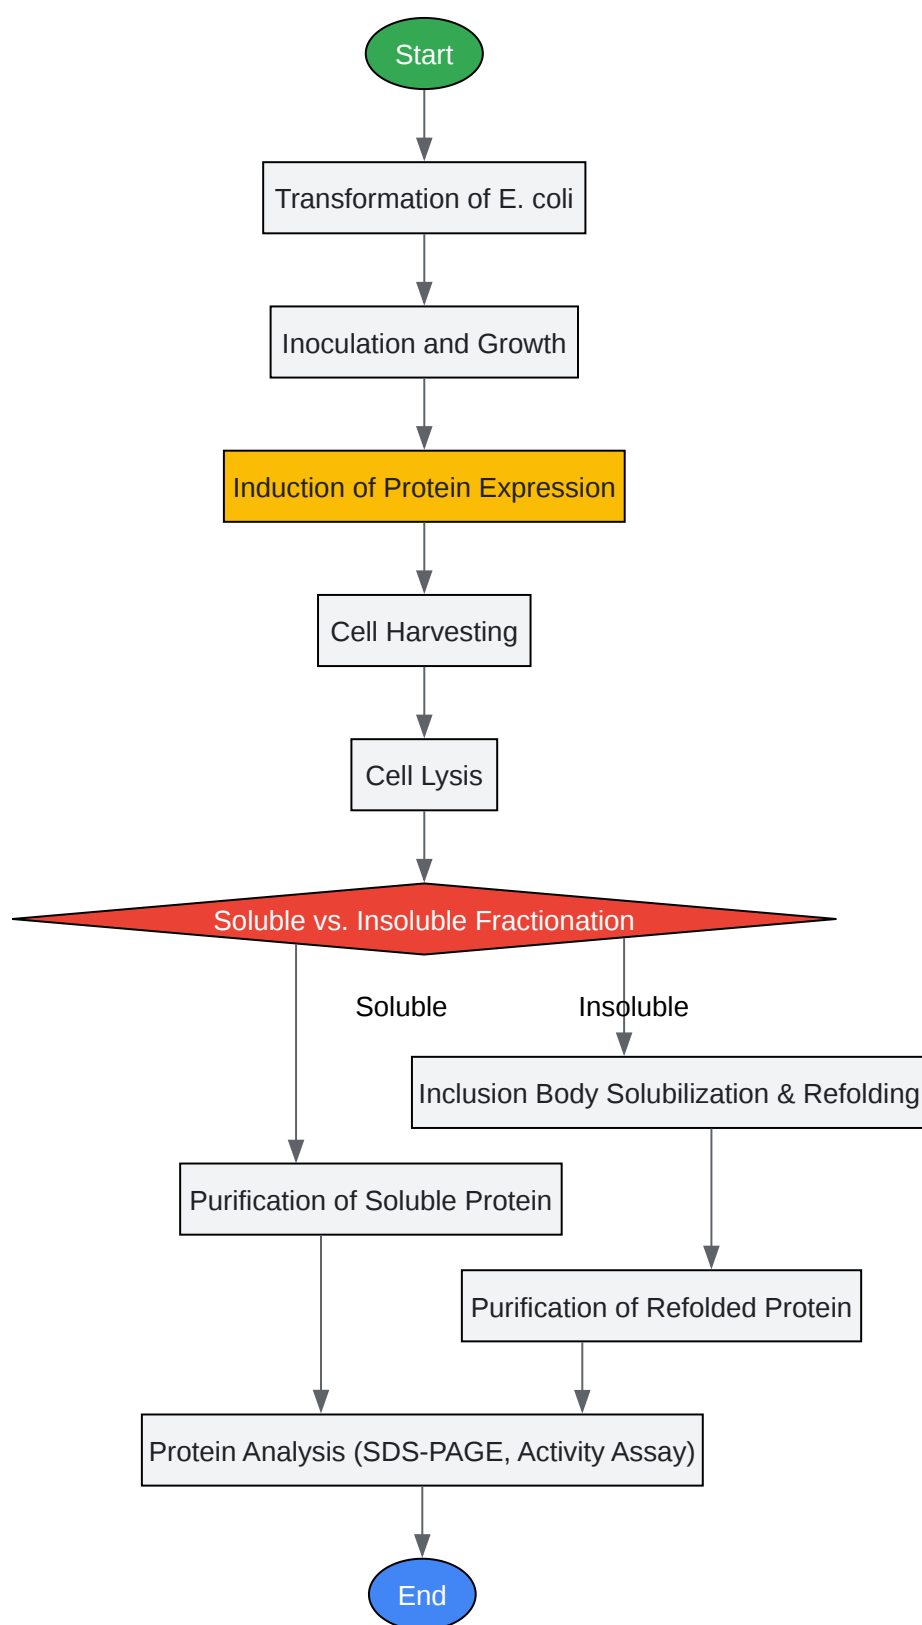 Start
Transformation of E. coli
Inoculation and Growth
Induction of Protein Expression
Cell Harvesting
Cell Lysis
Soluble vs. Insoluble Fractionation
Soluble
Insoluble
Inclusion Body Solubilization & Refolding
Purification of Soluble Protein
Purification of Refolded Protein
Protein Analysis (SDS-PAGE, Activity Assay)
End